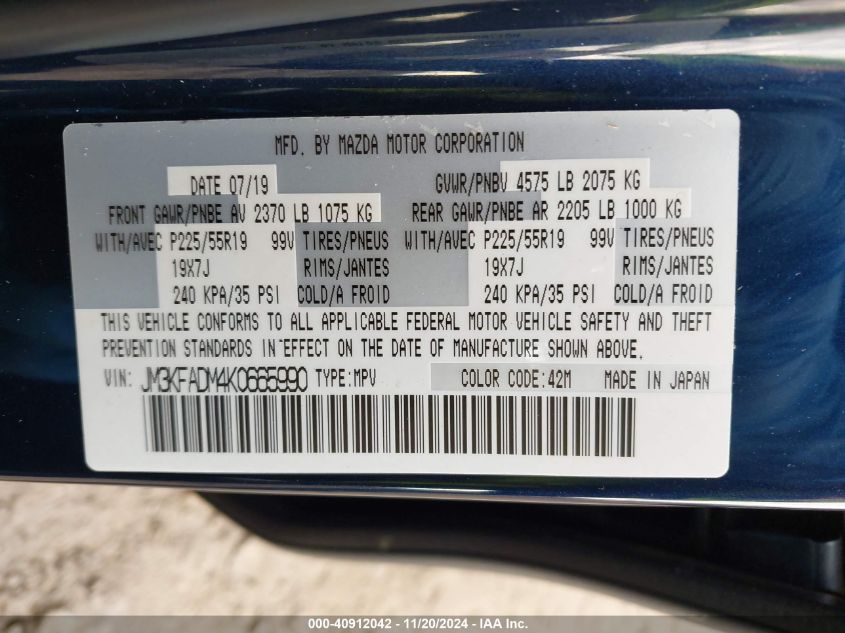 MFD. BY MAZDA MOTOR CORPORATION
DATE 07/19 GVWR/PNBV 4575 LB 2075 KG
FRONT GAWR/PNBE AV 2370 LB 1075 KG REAR GAWR/PNBE AR 2205 LB 1000 KG
WITH/AVEC P225/55R19 99V TIRES/PNEUS WITH/AVEC P225/55R19 99V TIRES/PNEUS
19X7J RIMS/JANTES 19X7J RIMS/JANTES
240 KPA/35 PSI COLD/A FROID 240 KPA/35 PSI COLD/A FROID
THIS VEHICLE CONFORMS TO ALL APPLICABLE FEDERAL MOTOR VEHICLE SAFETY AND THEFT
PREVENTION STANDARDS IN EFFECT ON THE DATE OF MANUFACTURE SHOWN ABOVE.
VIN: JM3KFADM4K0665990 TYPE:MPV COLOR CODE:42M MADE IN JAPAN
000-40912042 - 11/20/2024 - IAA Inc.